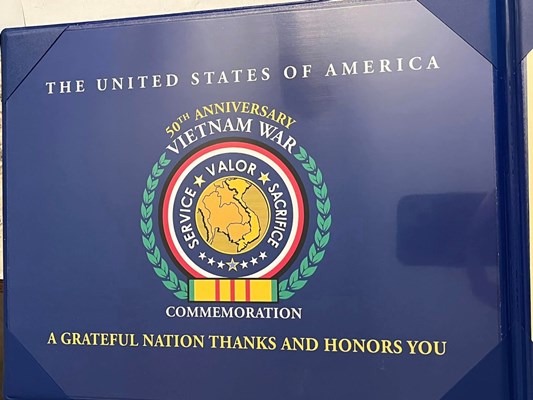 THE UNITED STATES OF AMERICA
50TH ANNIVERSARY
VIETNAM WAR
SERVICE VALOR SACRIFICE
COMMEMORATION
A GRATEFUL NATION THANKS AND HONORS YOU